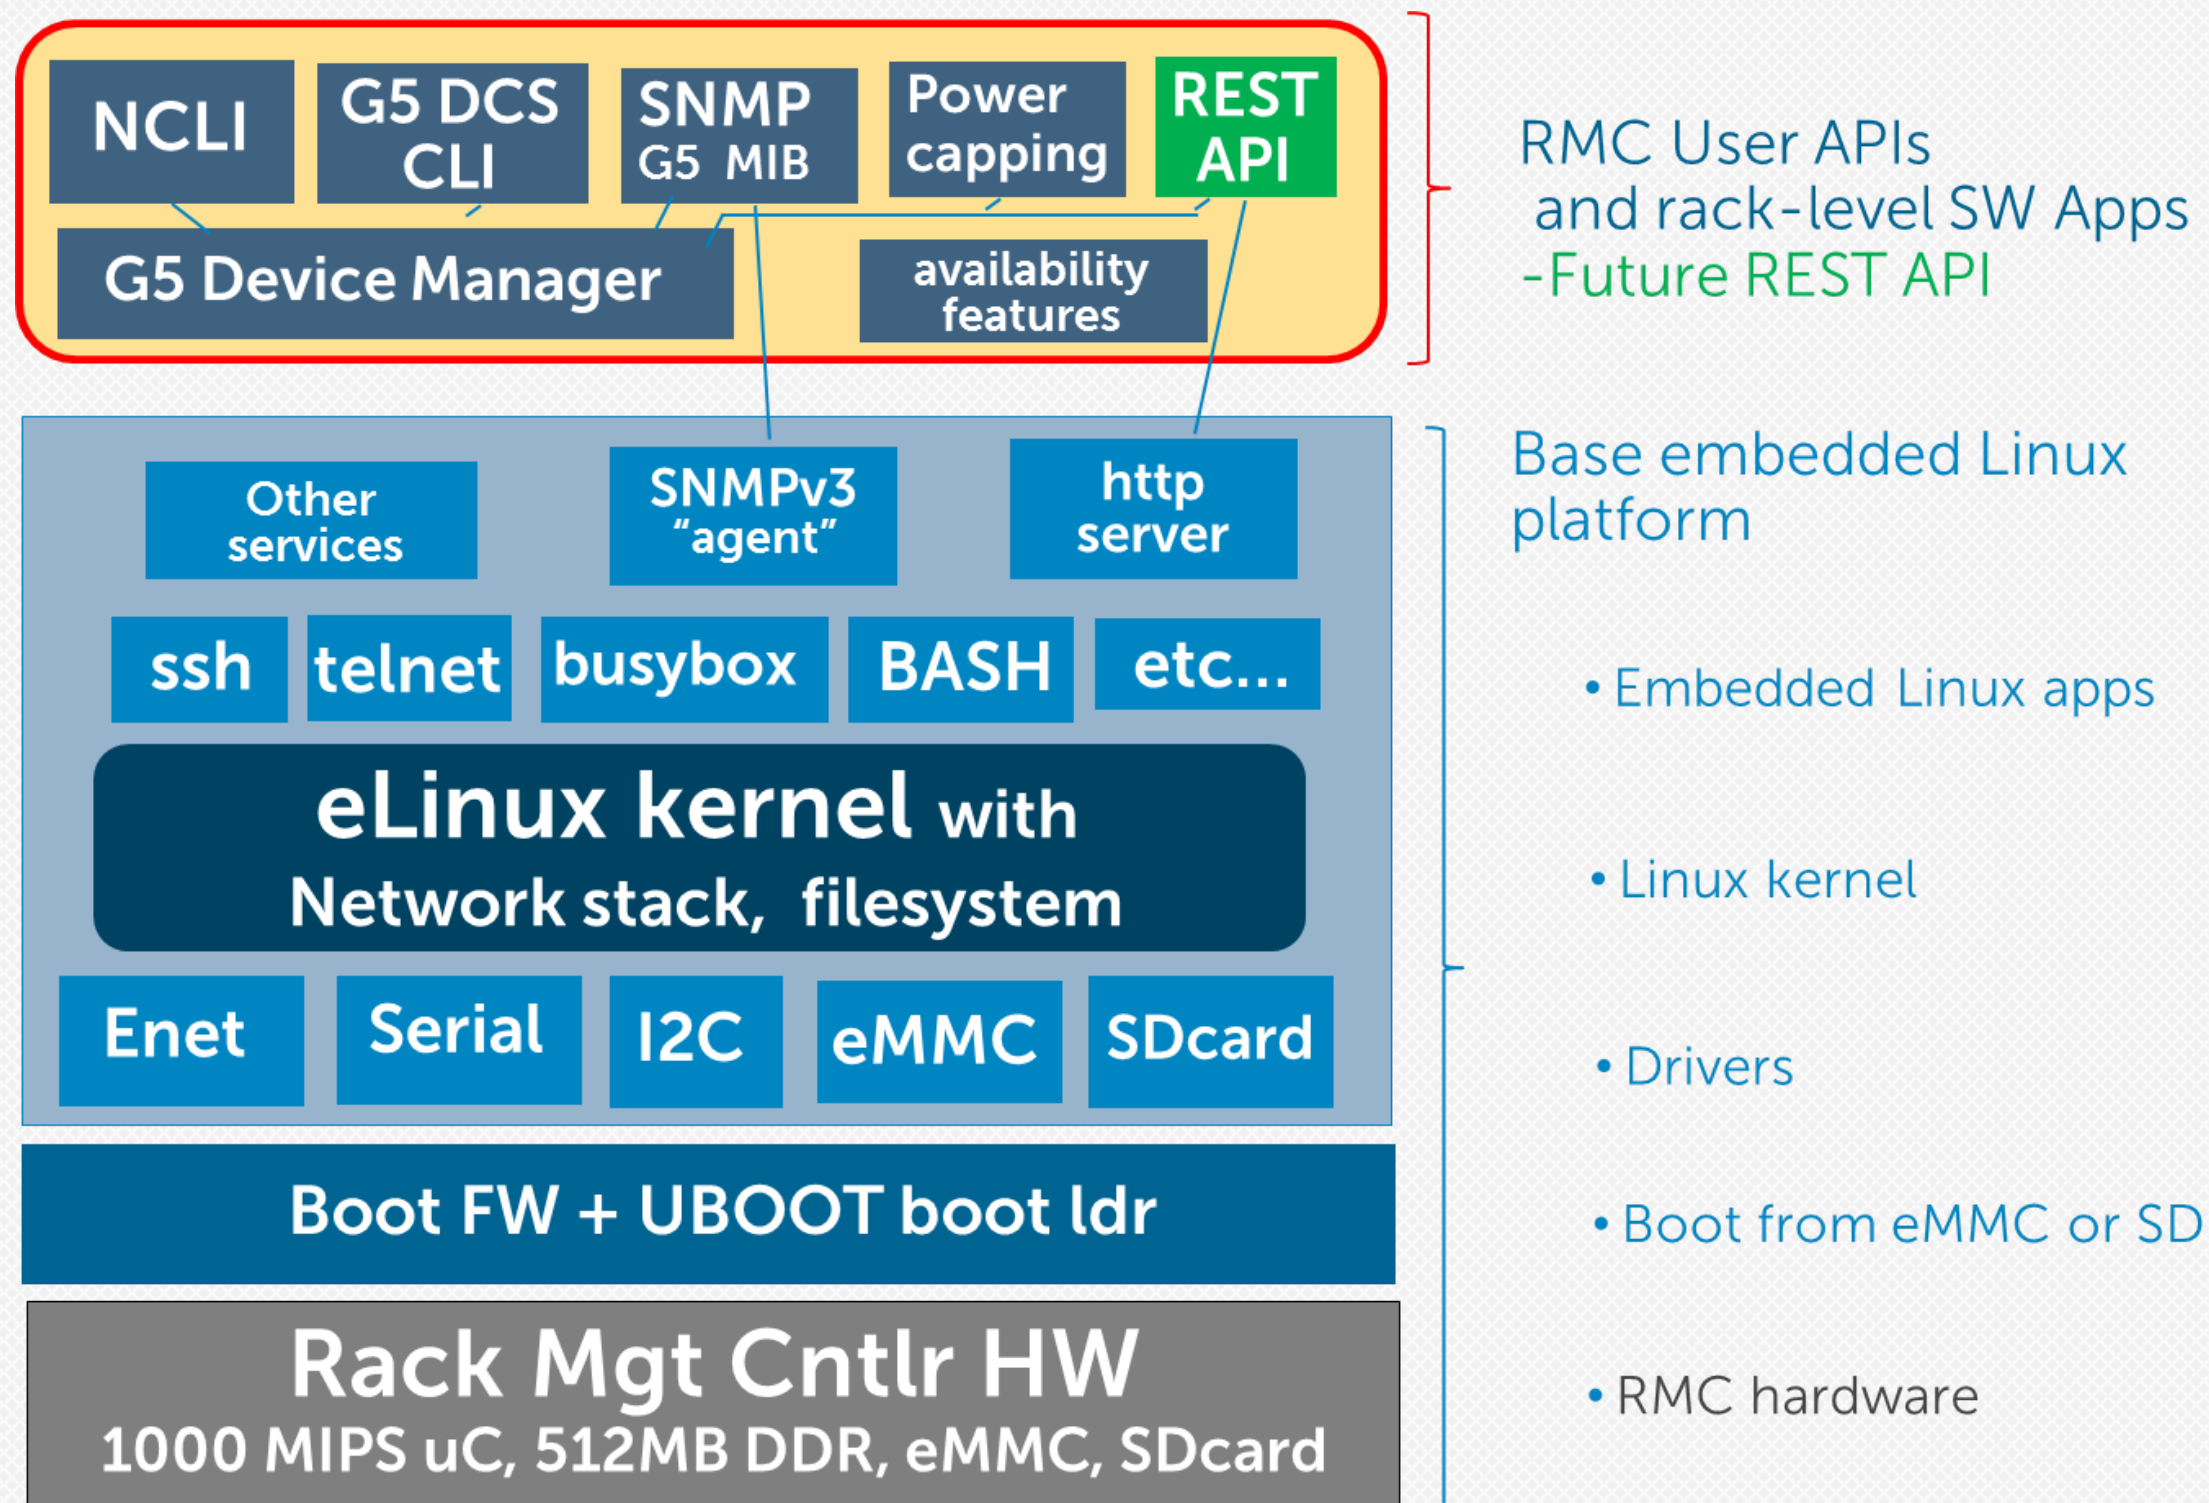 NCLI
G5 DCS
CLI
SNMP
G5 MIB
Power
capping
REST
API
G5 Device Manager
availability
features
RMC User APIs
and rack-level SW Apps
-Future REST API
Other
services
SNMPv3
“agent”
http
server
Base embedded Linux
platform
ssh
telnet
busybox
BASH
etc...
• Embedded Linux apps
eLinux kernel with
Network stack, filesystem
• Linux kernel
Enet
Serial
I2C
eMMC
SDcard
• Drivers
Boot FW + UBOOT boot ldr
• Boot from eMMC or SD
Rack Mgt Cntlr HW
1000 MIPS uC, 512MB DDR, eMMC, SDcard
• RMC hardware